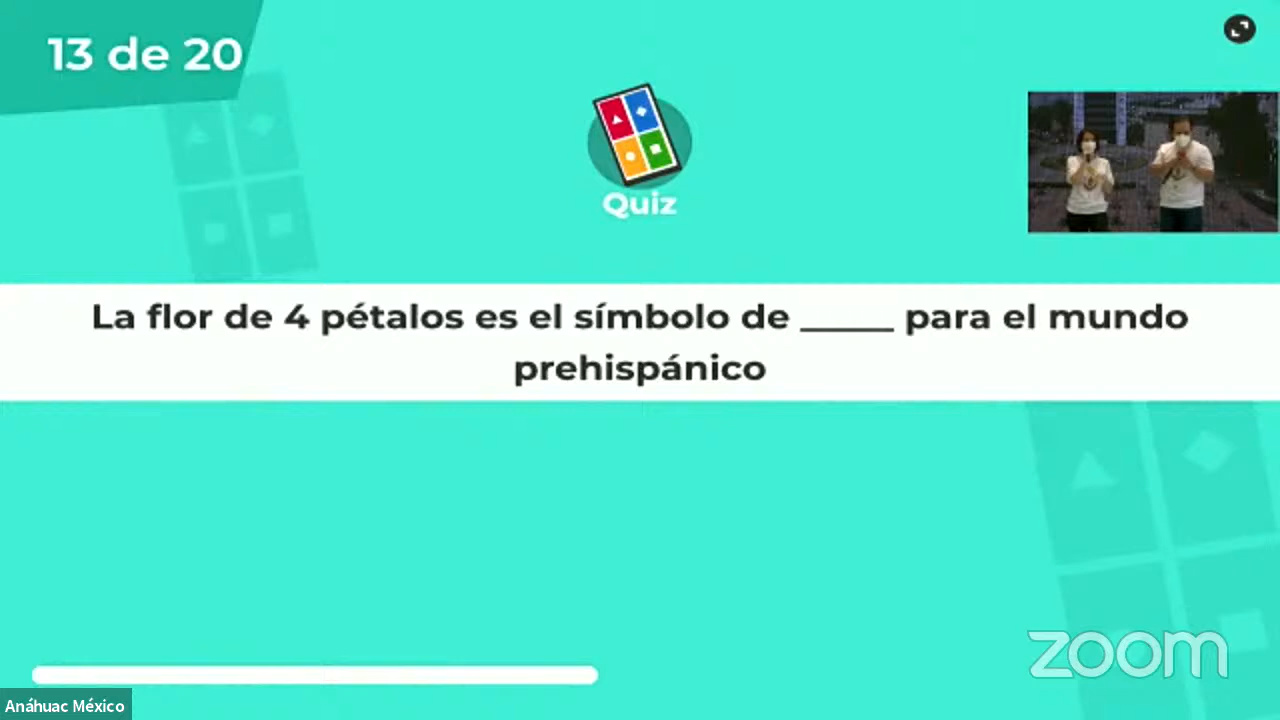 13 de 20
Quiz
La flor de 4 pétalos es el símbolo de _____ para el mundo
prehispánico
zoom
Anáhuac México